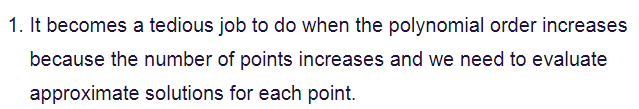 1. It becomes a tedious job to do when the polynomial order increases
because the number of points increases and we need to evaluate
approximate solutions for each point.